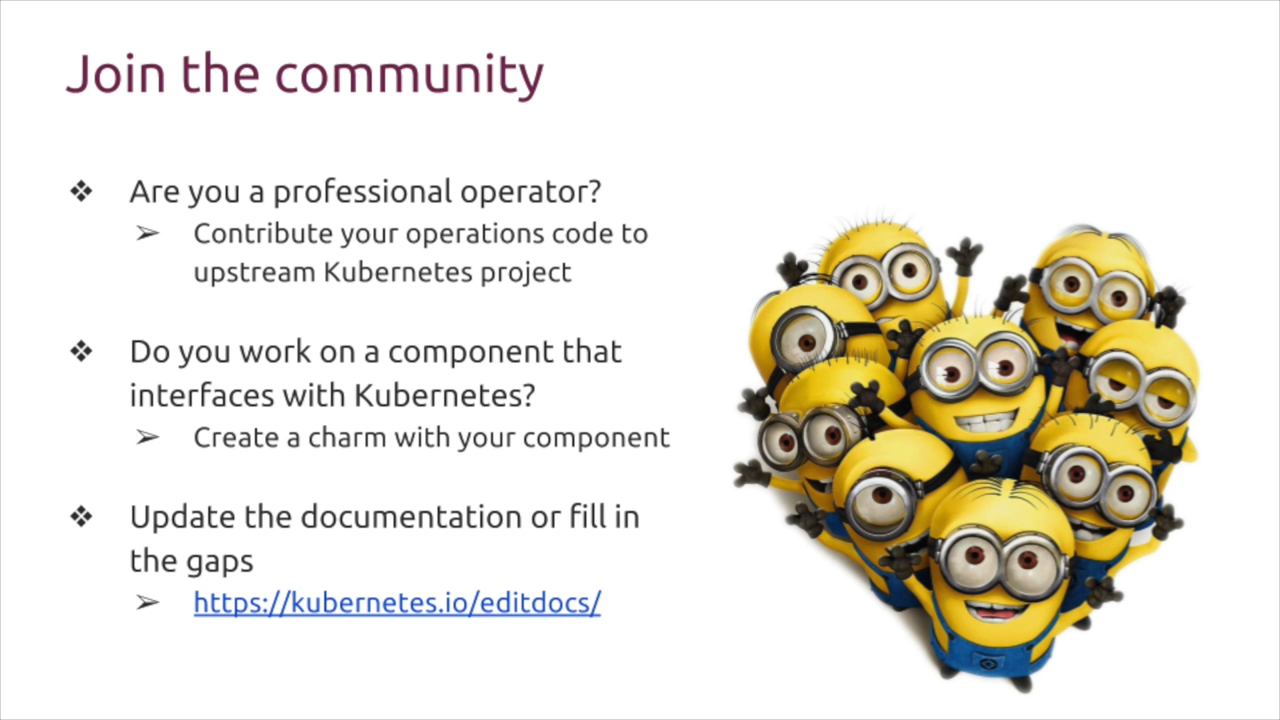 Join the community
❖ Are you a professional operator?
➢ Contribute your operations code to
upstream Kubernetes project
❖ Do you work on a component that
interfaces with Kubernetes?
➢ Create a charm with your component
❖ Update the documentation or fill in
the gaps
➢ https://kubernetes.io/editdocs/